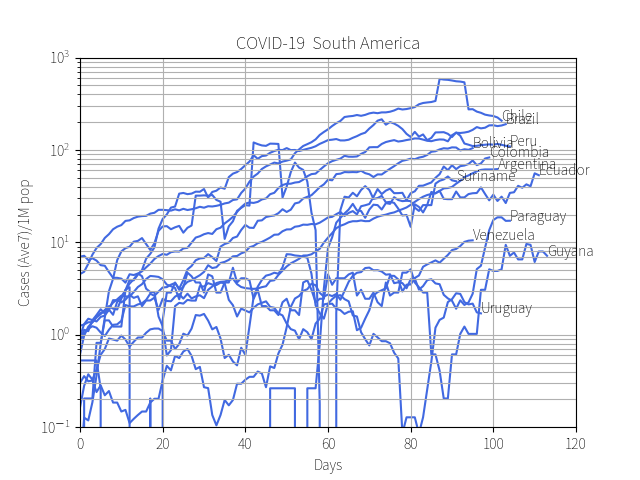 COVID-19 South America
10³
10²
10¹
10⁰
10⁻¹
Cases (Ave7)/1M pop
Chile
Brazil
Bolivia
Peru
Colombia
Argentina
Ecuador
Suriname
Paraguay
Venezuela
Guyana
Uruguay
0 20 40 60 80 100 120
Days